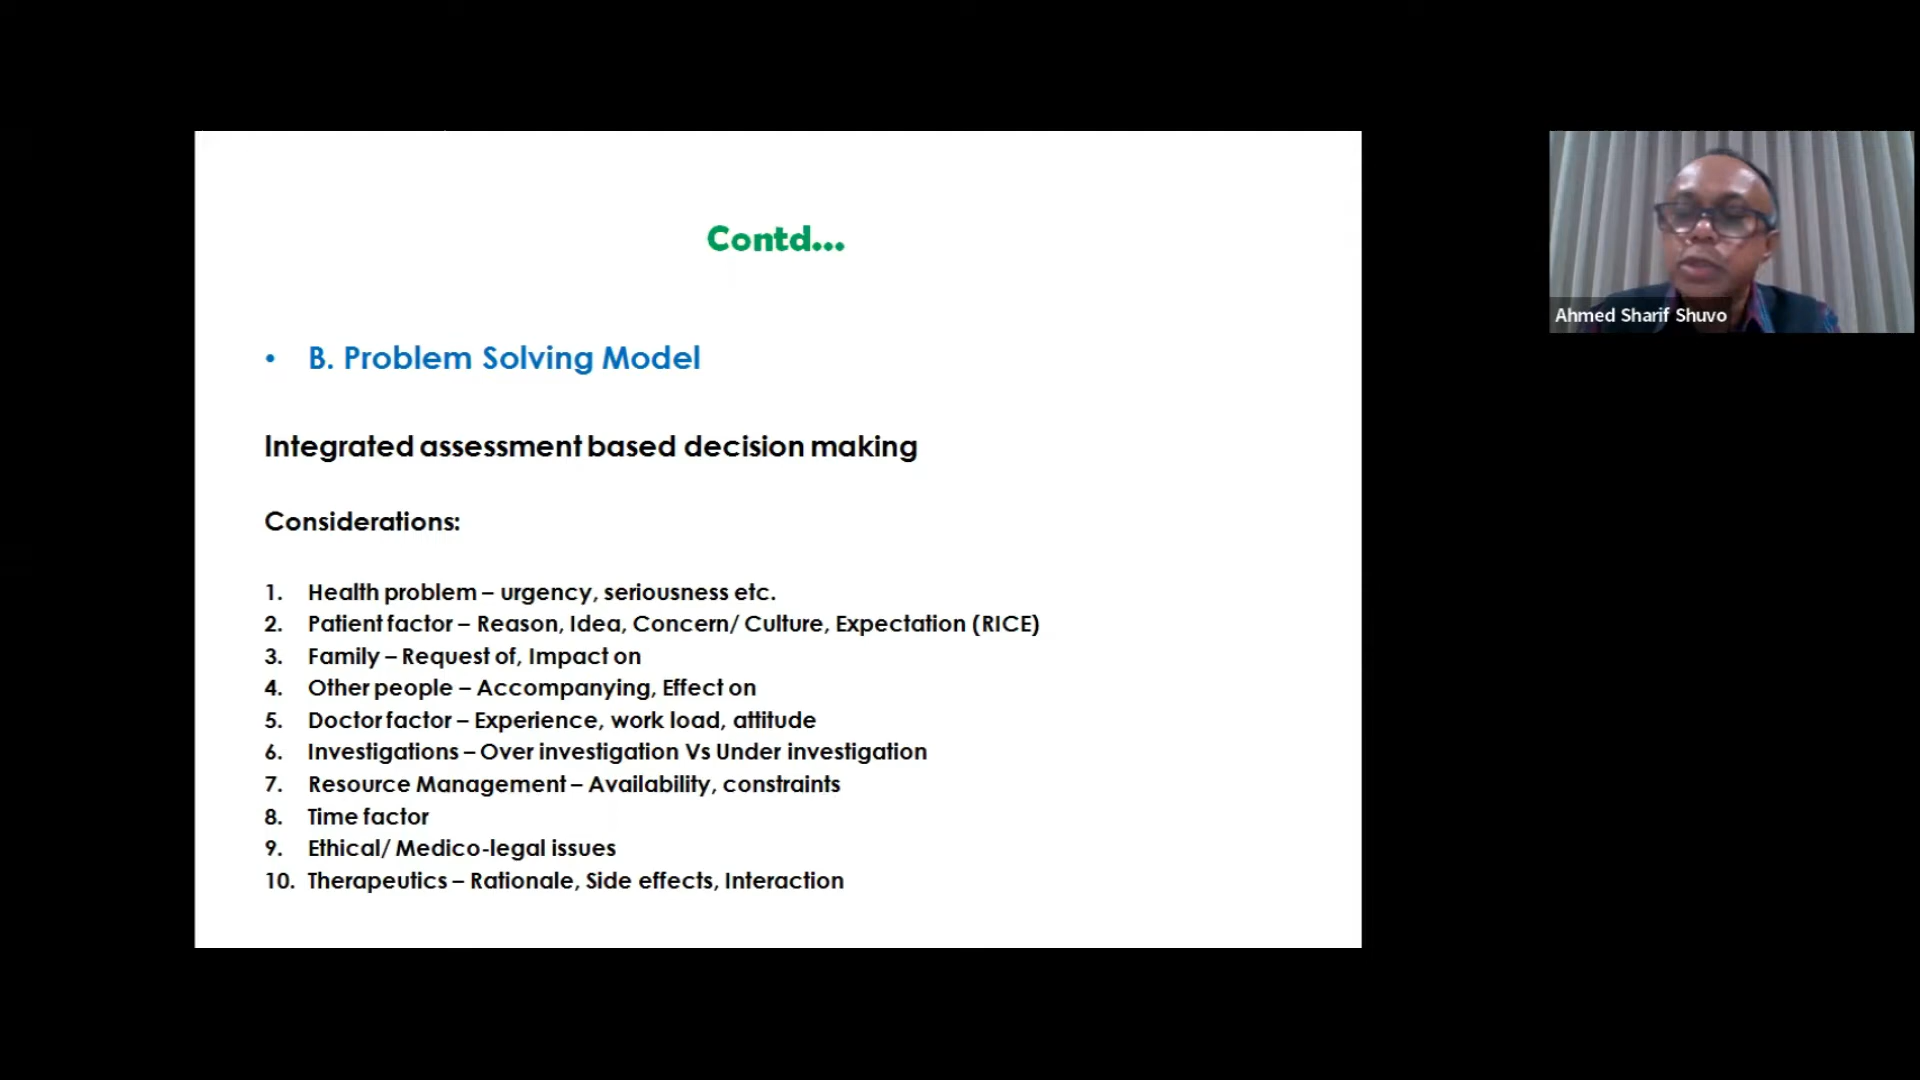 Contd...
• B. Problem Solving Model
Integrated assessment based decision making
Considerations:
1. Health problem – urgency, seriousness etc.
2. Patient factor – Reason, Idea, Concern/ Culture, Expectation (RICE)
3. Family – Request of, Impact on
4. Other people – Accompanying, Effect on
5. Doctor factor – Experience, work load, attitude
6. Investigations – Over investigation Vs Under investigation
7. Resource Management – Availability, constraints
8. Time factor
9. Ethical/ Medico-legal issues
10. Therapeutics – Rationale, Side effects, Interaction
Ahmed Sharif Shuvo